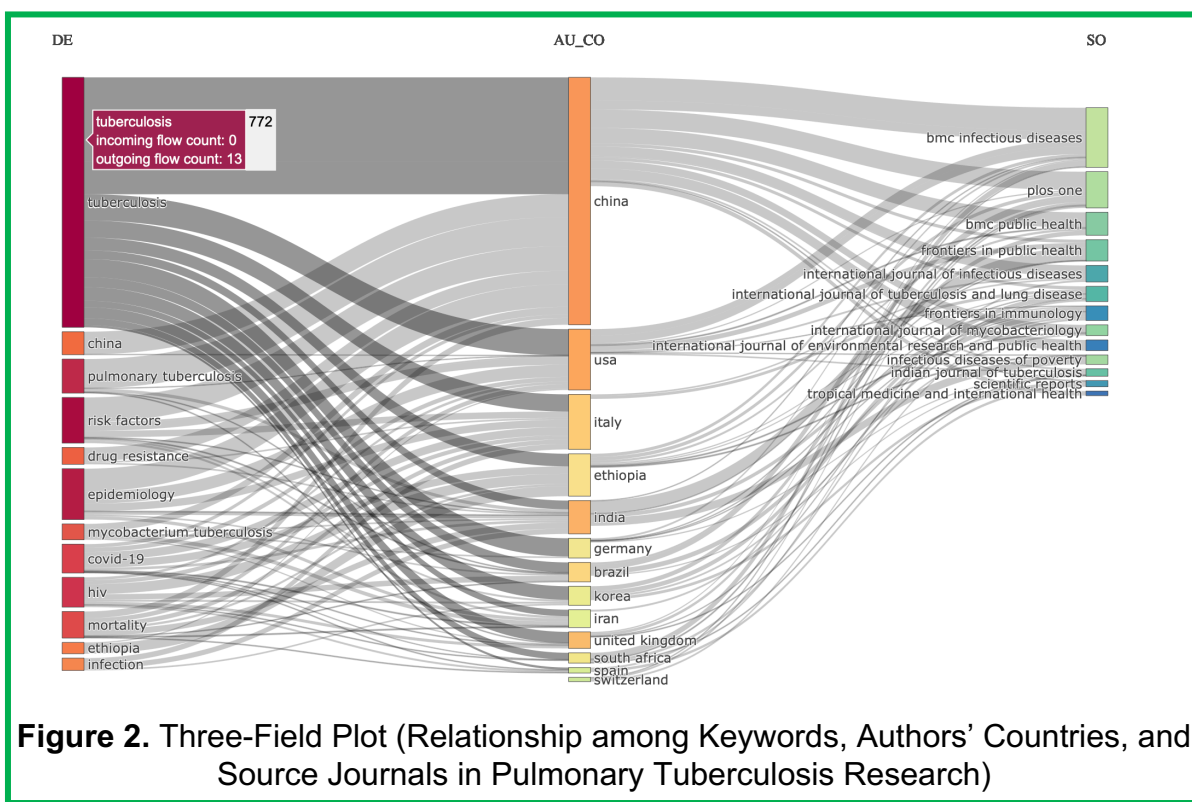 DE
AU_CO
SO
tuberculosis
incoming flow count: 0
outgoing flow count: 13
772
tuberculosis
china
pulmonary tuberculosis
risk factors
drug resistance
epidemiology
mycobacterium tuberculosis
covid-19
hiv
mortality
ethiopia
infection
china
usa
italy
ethiopia
india
germany
brazil
korea
iran
united kingdom
south africa
spain
switzerland
bmc infectious diseases
plos one
bmc public health
frontiers in public health
international journal of infectious diseases
international journal of tuberculosis and lung disease
frontiers in immunology
international journal of mycobacteriology
international journal of environmental research and public health
infectious diseases of poverty
indian journal of tuberculosis
scientific reports
tropical medicine and international health
Figure 2. Three-Field Plot (Relationship among Keywords, Authors’ Countries, and
Source Journals in Pulmonary Tuberculosis Research)